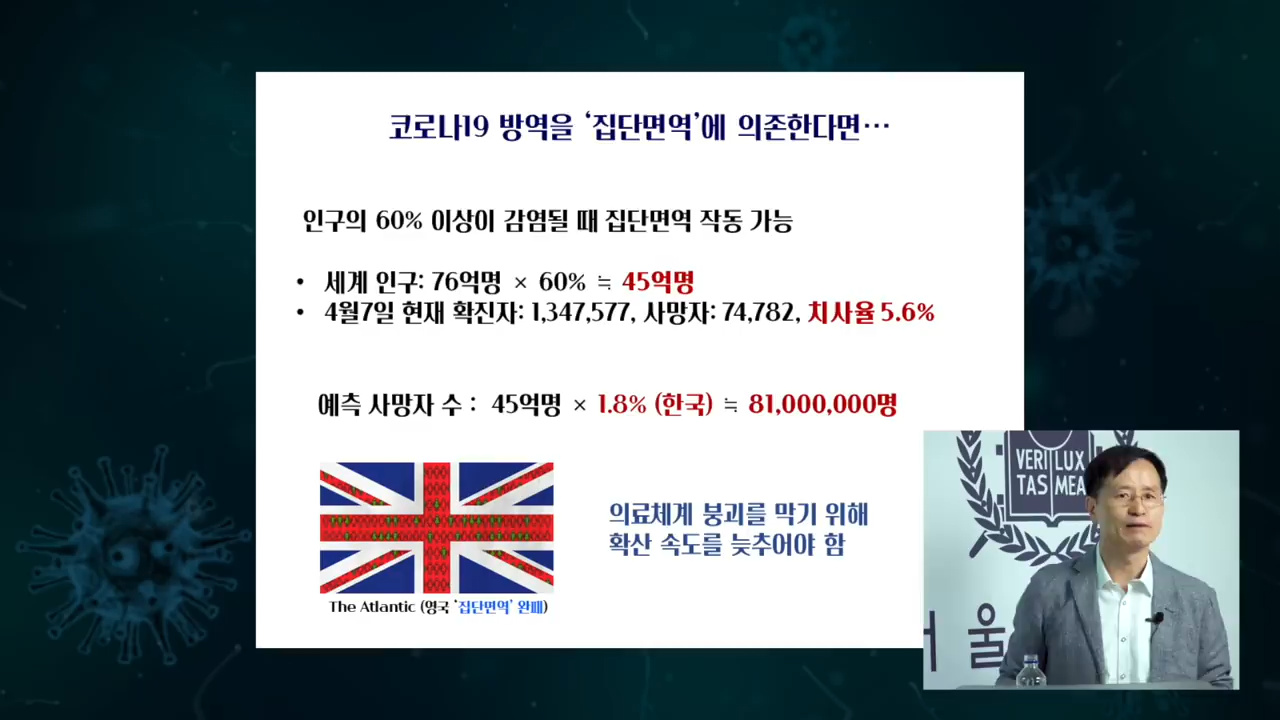 코로나19 방역을 ‘집단면역’에 의존한다면…
인구의 60% 이상이 감염될 때 집단면역 작동 가능
• 세계 인구: 76억명 × 60% ≒ 45억명
• 4월7일 현재 확진자: 1,347,577, 사망자: 74,782, 치사율 5.6%
예측 사망자 수 : 45억명 × 1.8% (한국) ≒ 81,000,000명
의료체계 붕괴를 막기 위해
확산 속도를 늦추어야 함
The Atlantic (영국 ‘집단면역’ 완패)
VERI LUX
TAS MEA
울